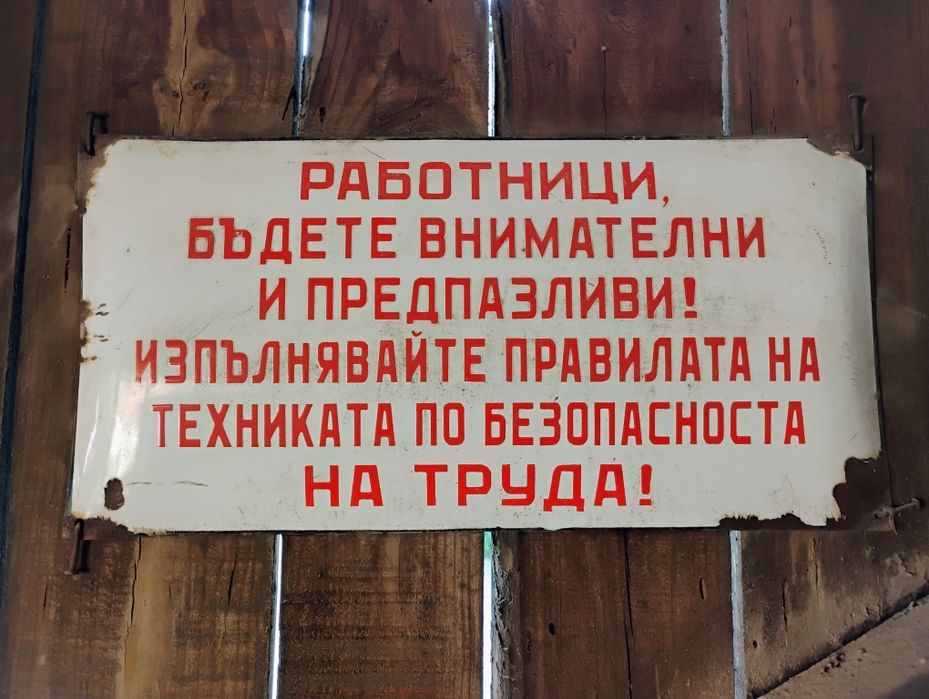 РАБОТНИЦИ,
БЪДЕТЕ ВНИМАТЕЛНИ
И ПРЕДПАЗЛИВИ!
ИЗПЪЛНЯВАЙТЕ ПРАВИЛАТА НА
ТЕХНИКАТА ПО БЕЗОПАСНОСТА
НА ТРУДА!